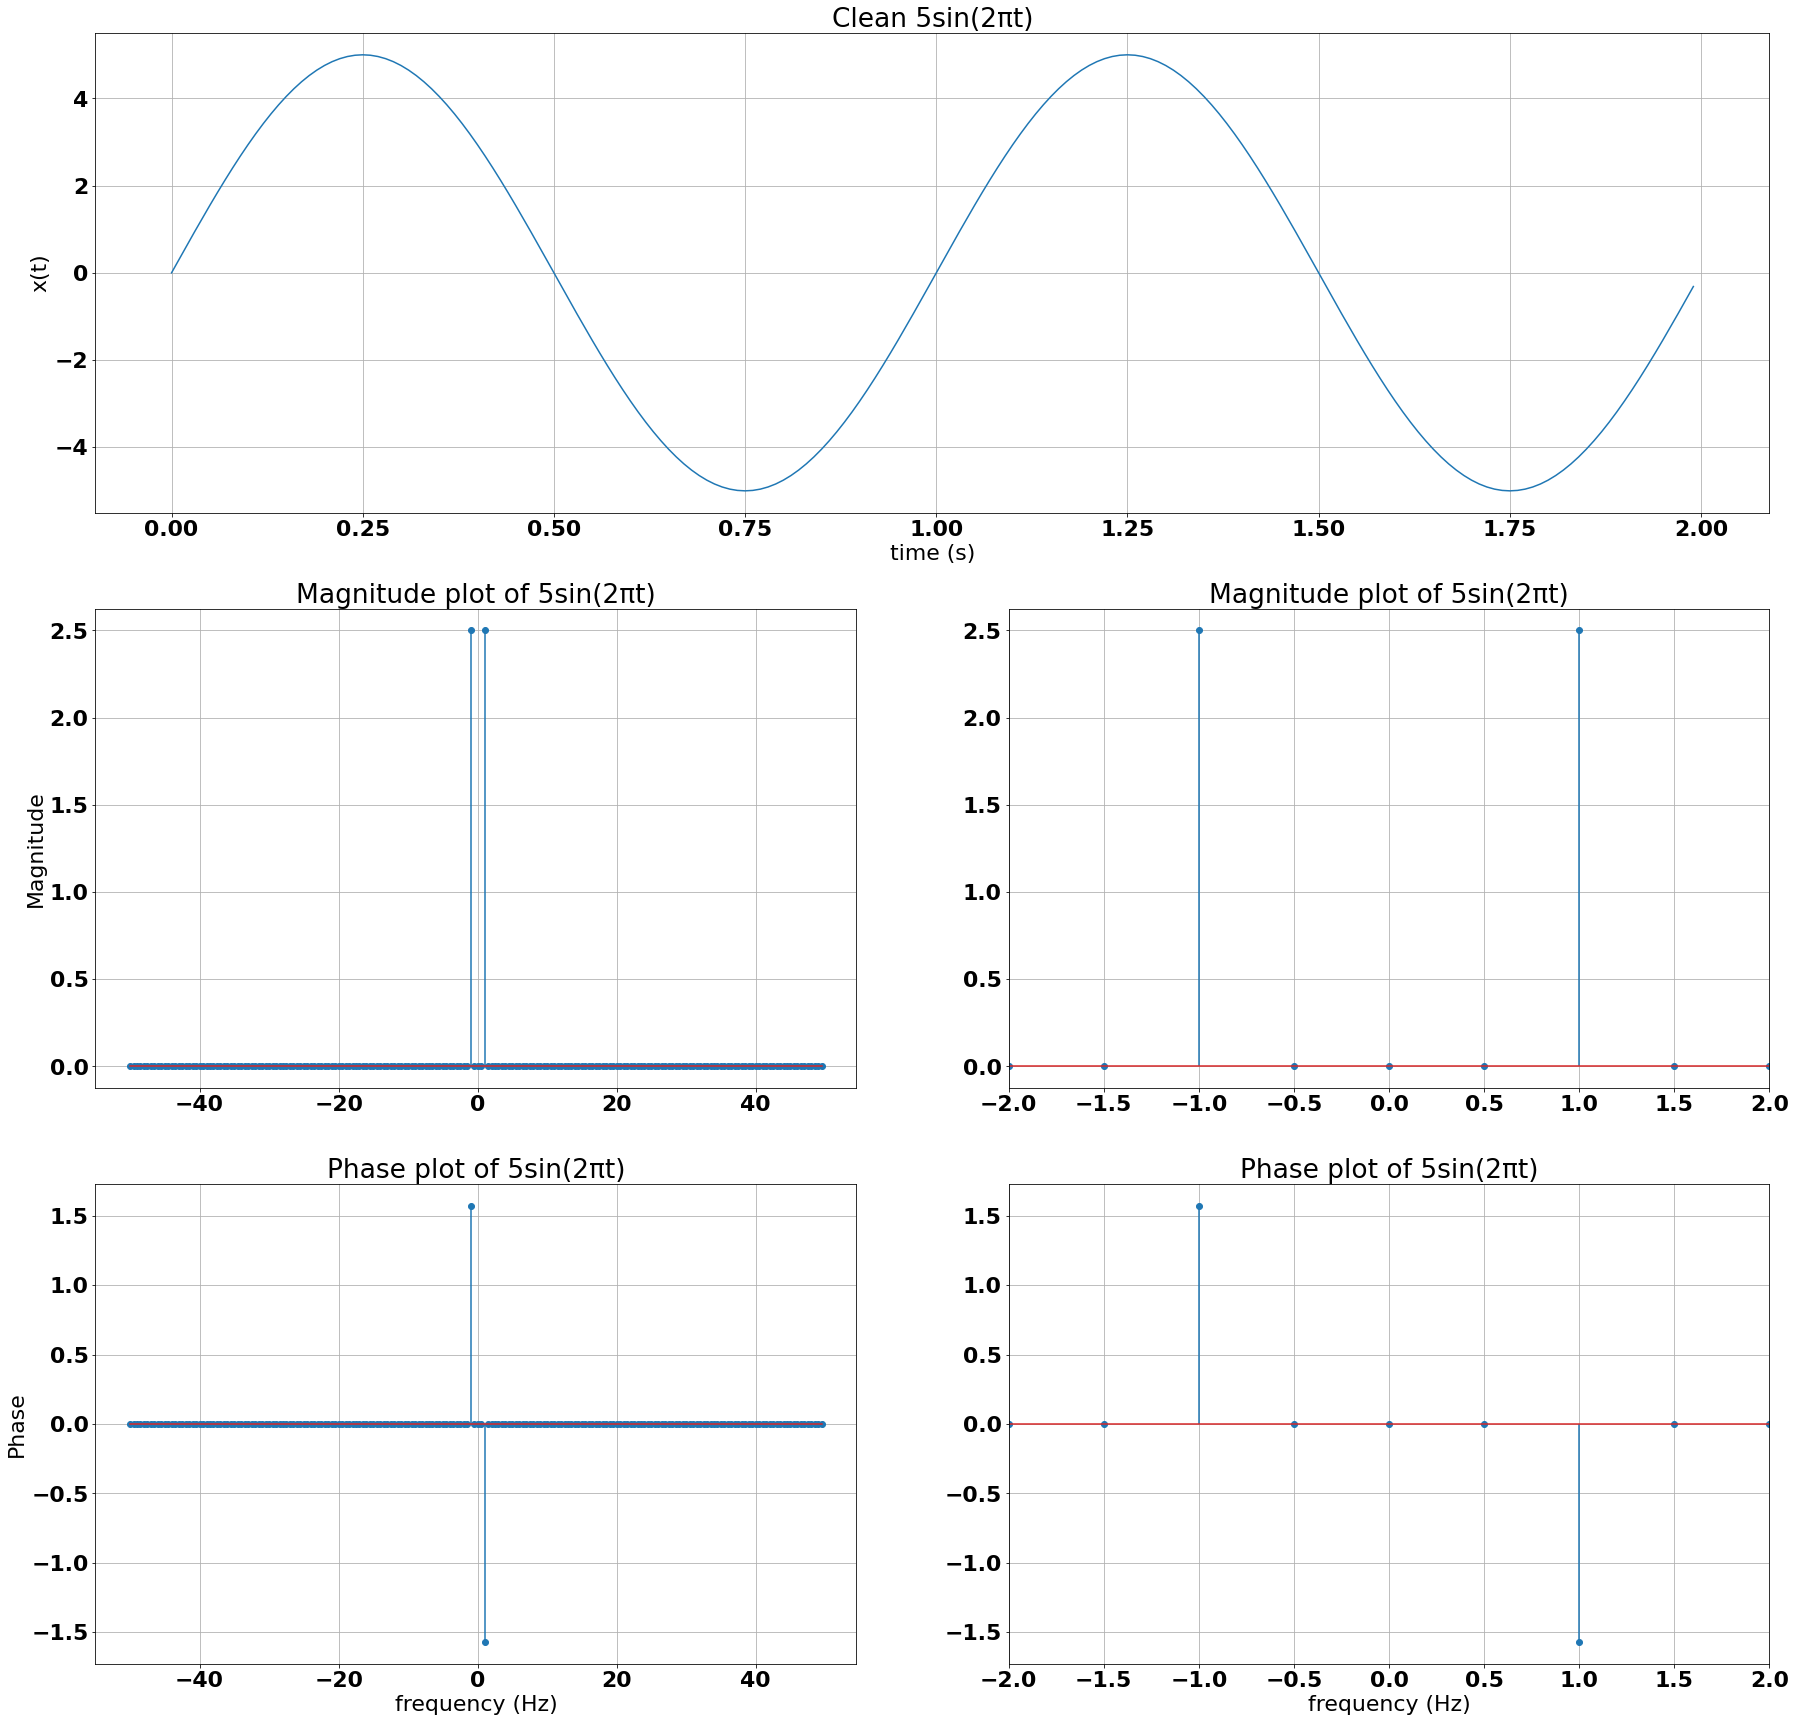 Clean 5sin(2πt)
x(t)
4
2
0
−2
−4
0.00 0.25 0.50 0.75 1.00 1.25 1.50 1.75 2.00
time (s)
Magnitude plot of 5sin(2πt)
Magnitude
2.5
2.0
1.5
1.0
0.5
0.0
−40 −20 0 20 40
Magnitude plot of 5sin(2πt)
2.5
2.0
1.5
1.0
0.5
0.0
−2.0 −1.5 −1.0 −0.5 0.0 0.5 1.0 1.5 2.0
Phase plot of 5sin(2πt)
Phase
1.5
1.0
0.5
0.0
−0.5
−1.0
−1.5
−40 −20 0 20 40
frequency (Hz)
Phase plot of 5sin(2πt)
1.5
1.0
0.5
0.0
−0.5
−1.0
−1.5
−2.0 −1.5 −1.0 −0.5 0.0 0.5 1.0 1.5 2.0
frequency (Hz)